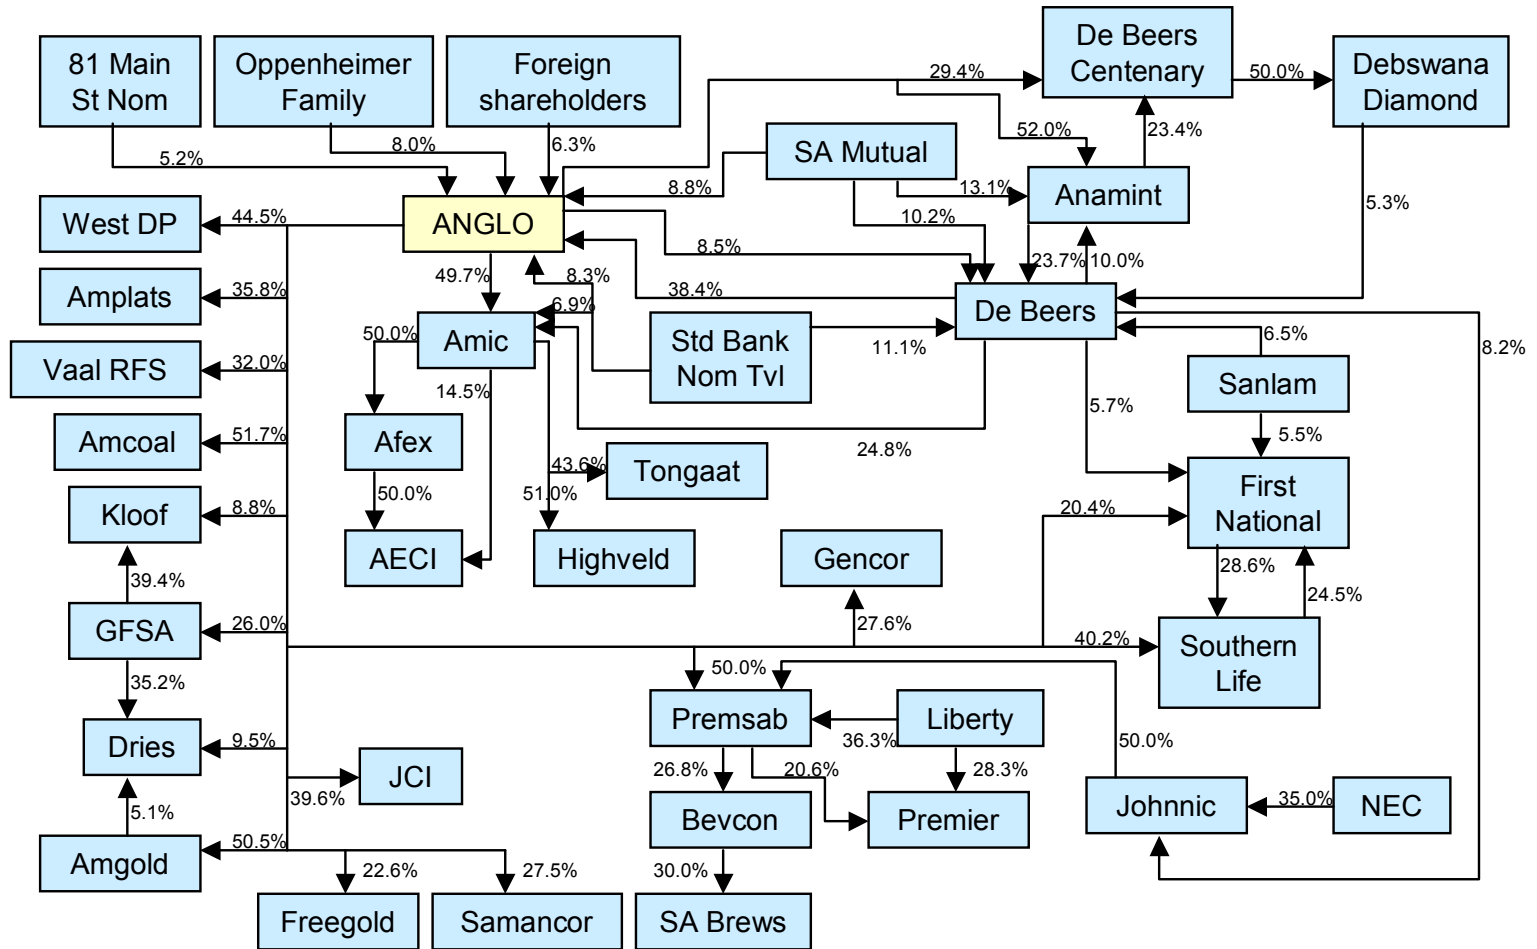 De Beers
Centenary
81 Main
St Nom
Oppenheimer
Family
Foreign
shareholders
Debswana
Diamond
29.4%
50.0%
52.0%
23.4%
5.2%
8.0%
6.3%
SA Mutual
8.8%
13.1%
Anamint
5.3%
West DP
44.5%
ANGLO
10.2%
8.5%
23.7%
10.0%
49.7%
8.3%
38.4%
Amplats
35.8%
6.9%
De Beers
50.0%
Amic
Std Bank
Nom Tvl
11.1%
6.5%
8.2%
Vaal RFS
32.0%
14.5%
Sanlam
5.7%
Amcoal
51.7%
Afex
24.8%
5.5%
43.6%
Tongaat
50.0%
51.0%
First
National
Kloof
8.8%
20.4%
AECI
Highveld
Gencor
39.4%
28.6%
24.5%
GFSA
26.0%
27.6%
40.2%
Southern
Life
35.2%
50.0%
Premsab
Liberty
36.3%
50.0%
Dries
9.5%
JCI
26.8%
20.6%
28.3%
39.6%
5.1%
Bevcon
Premier
Johnnic
35.0%
NEC
Amgold
50.5%
22.6%
27.5%
30.0%
8.2%
Freegold
Samancor
SA Brews